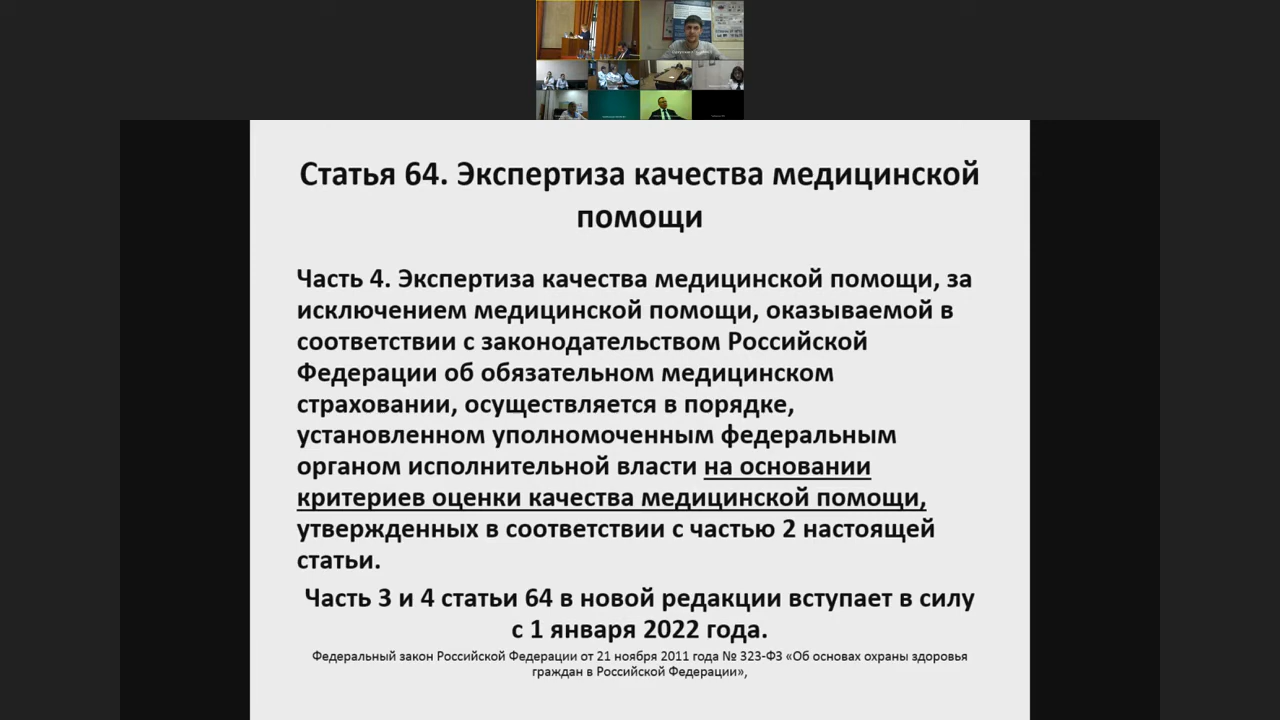 Статья 64. Экспертиза качества медицинской
помощи
Часть 4. Экспертиза качества медицинской помощи, за
исключением медицинской помощи, оказываемой в
соответствии с законодательством Российской
Федерации об обязательном медицинском
страховании, осуществляется в порядке,
установленном уполномоченным федеральным
органом исполнительной власти на основании
критериев оценки качества медицинской помощи,
утвержденных в соответствии с частью 2 настоящей
статьи.
Часть 3 и 4 статьи 64 в новой редакции вступает в силу
с 1 января 2022 года.
Федеральный закон Российской Федерации от 21 ноября 2011 года № 323-ФЗ «Об основах охраны здоровья
граждан в Российской Федерации»,